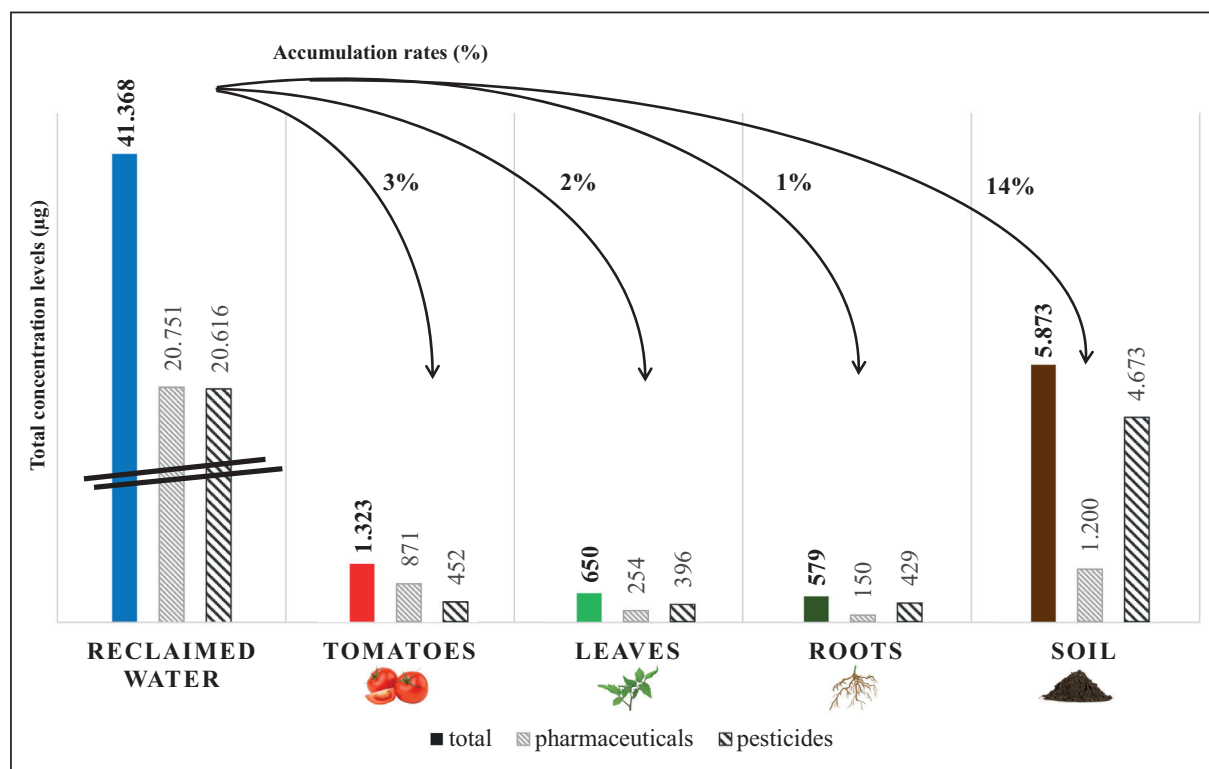 Accumulation rates (%)
Total concentration levels (µg)
41.368
20.751
20.616
3%
2%
1%
14%
1.323
871
452
650
254
396
579
150
429
5.873
1.200
4.673
RECLAIMED
WATER
TOMATOES
LEAVES
ROOTS
SOIL
total
pharmaceuticals
pesticides